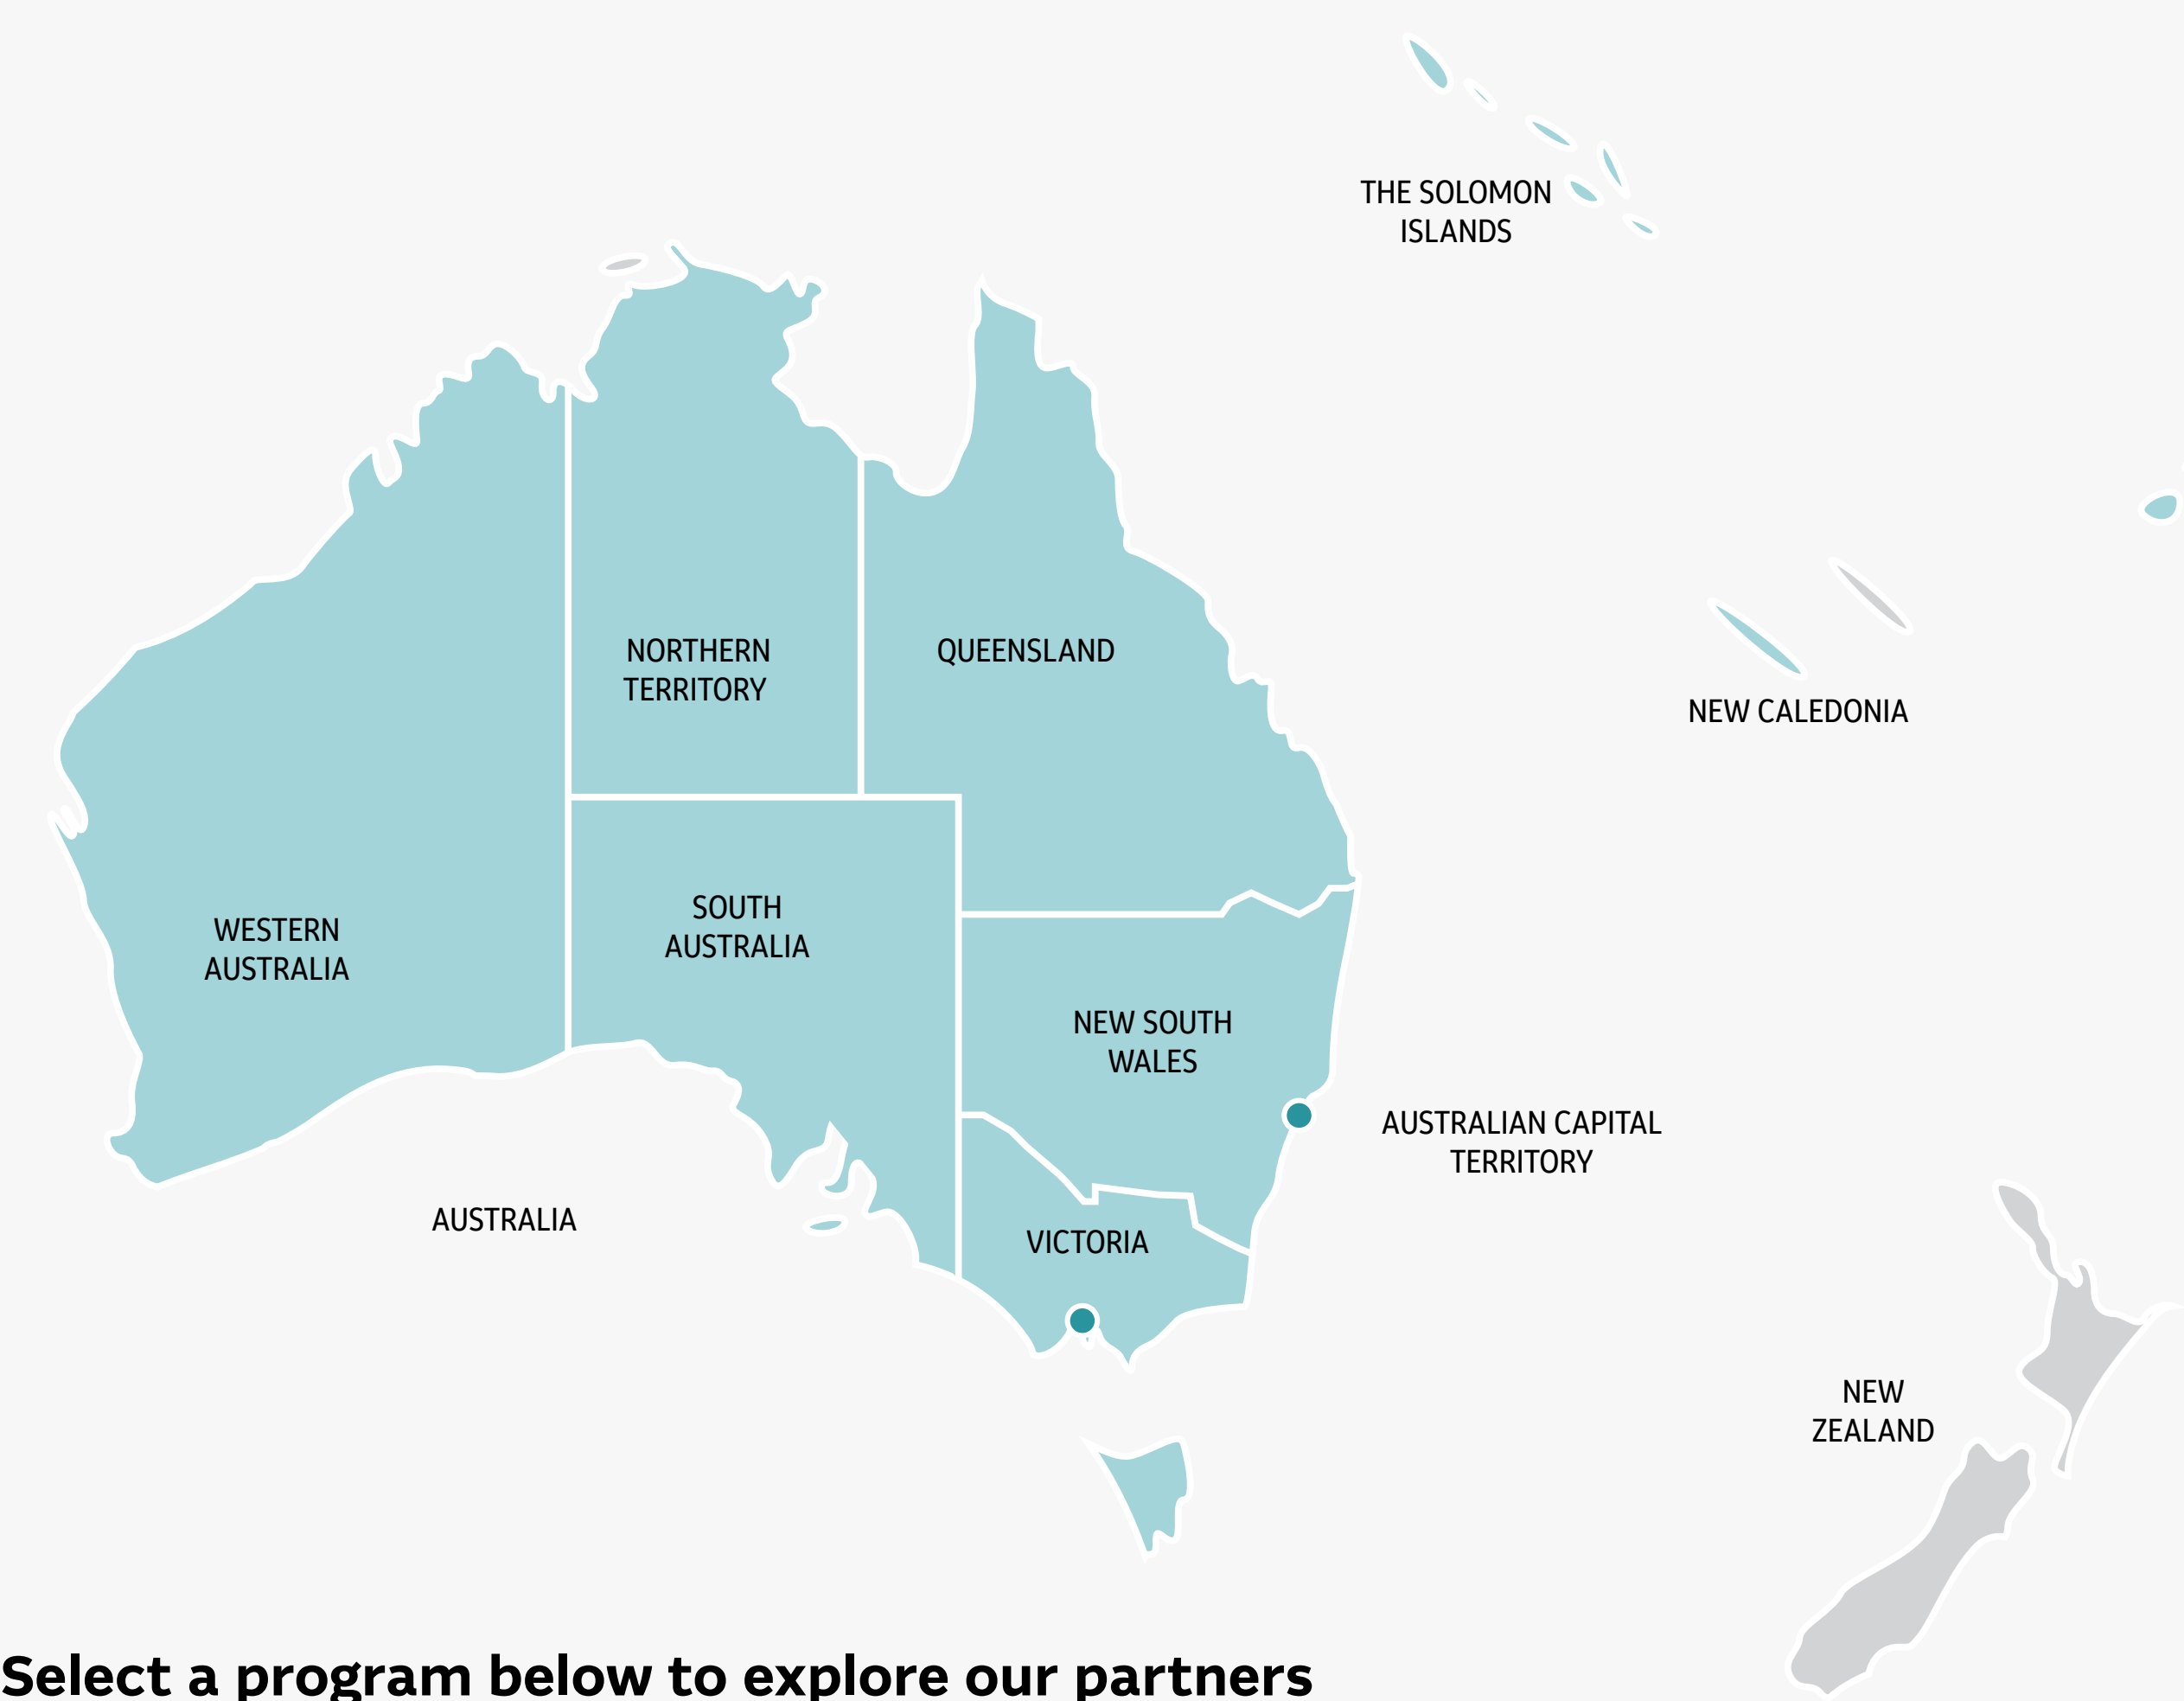 THE SOLOMON
ISLANDS
NORTHERN
TERRITORY
QUEENSLAND
NEW CALEDONIA
WESTERN
AUSTRALIA
SOUTH
AUSTRALIA
NEW SOUTH
WALES
AUSTRALIAN CAPITAL
TERRITORY
AUSTRALIA
VICTORIA
NEW
ZEALAND
Select a program below to explore our partners